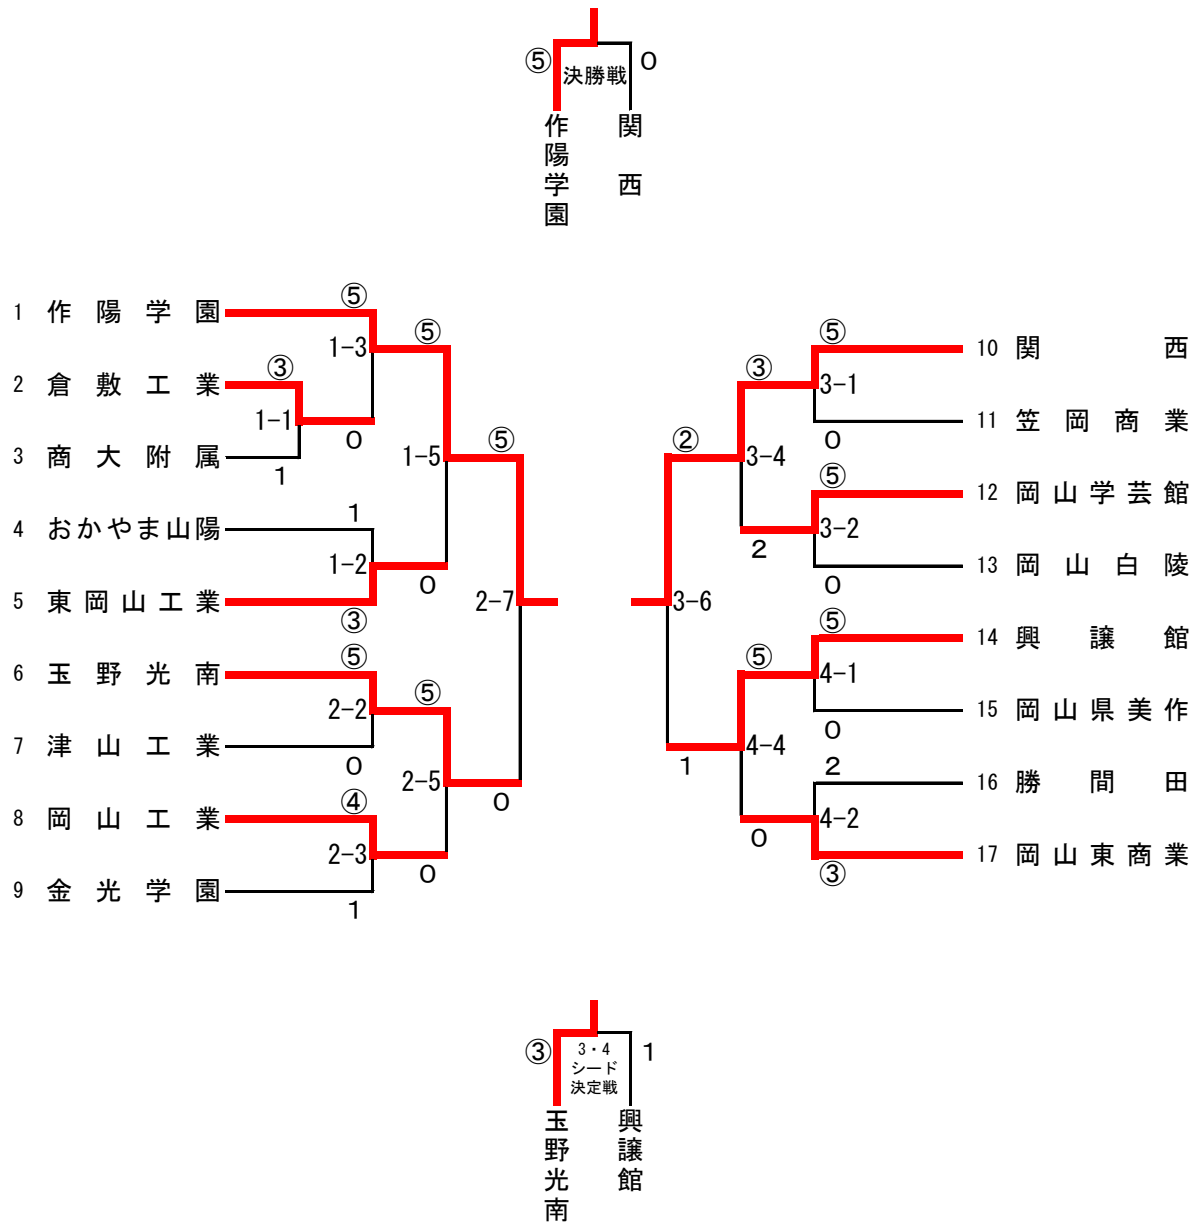 ⑤ 決勝戦 0
作陽学園
関西
1 作陽学園
2 倉敷工業
3 商大附属
4 おかやま山陽
5 東岡山工業
6 玉野光南
7 津山工業
8 岡山工業
9 金光学園
⑤
1-3
③
1-1
0
1
1
1-2
③
⑤
1-5
0
⑤
2-2
0
④
2-3
1
⑤
2-5
0
⑤
2-7
0
②
3-6
1
③
3-4
2
⑤
4-4
0
⑤
3-1
0
⑤
3-2
0
⑤
4-1
0
2
4-2
③
10 関西
11 笠岡商業
12 岡山学芸館
13 岡山白陵
14 興譲館
15 岡山県美作
16 勝間田
17 岡山東商業
③ 3・4 1
シード
決定戦
玉野光南
興譲館